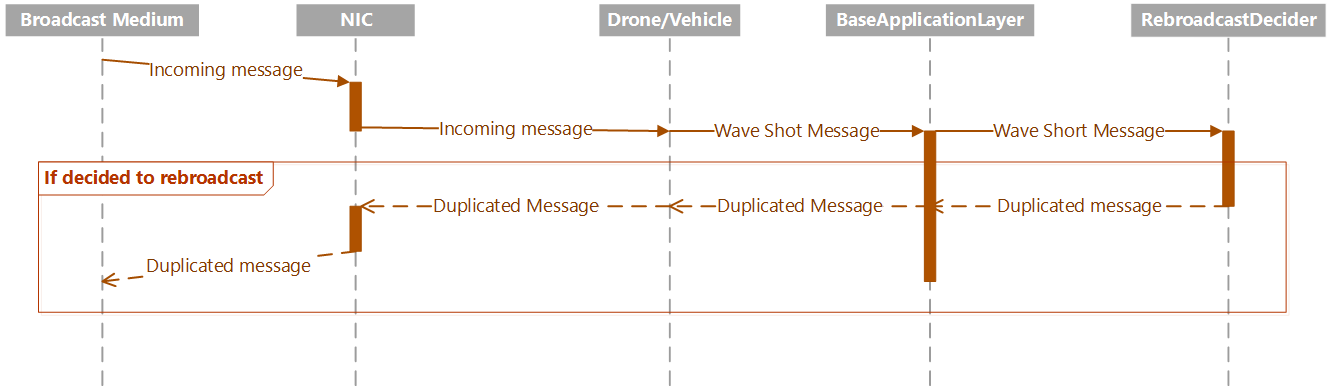 Broadcast Medium
NIC
Drone/Vehicle
BaseApplicationLayer
RebroadcastDecider
Incoming message
Incoming message
Wave Shot Message
Wave Short Message
If decided to rebroadcast
Duplicated Message
Duplicated Message
Duplicated message
Duplicated message